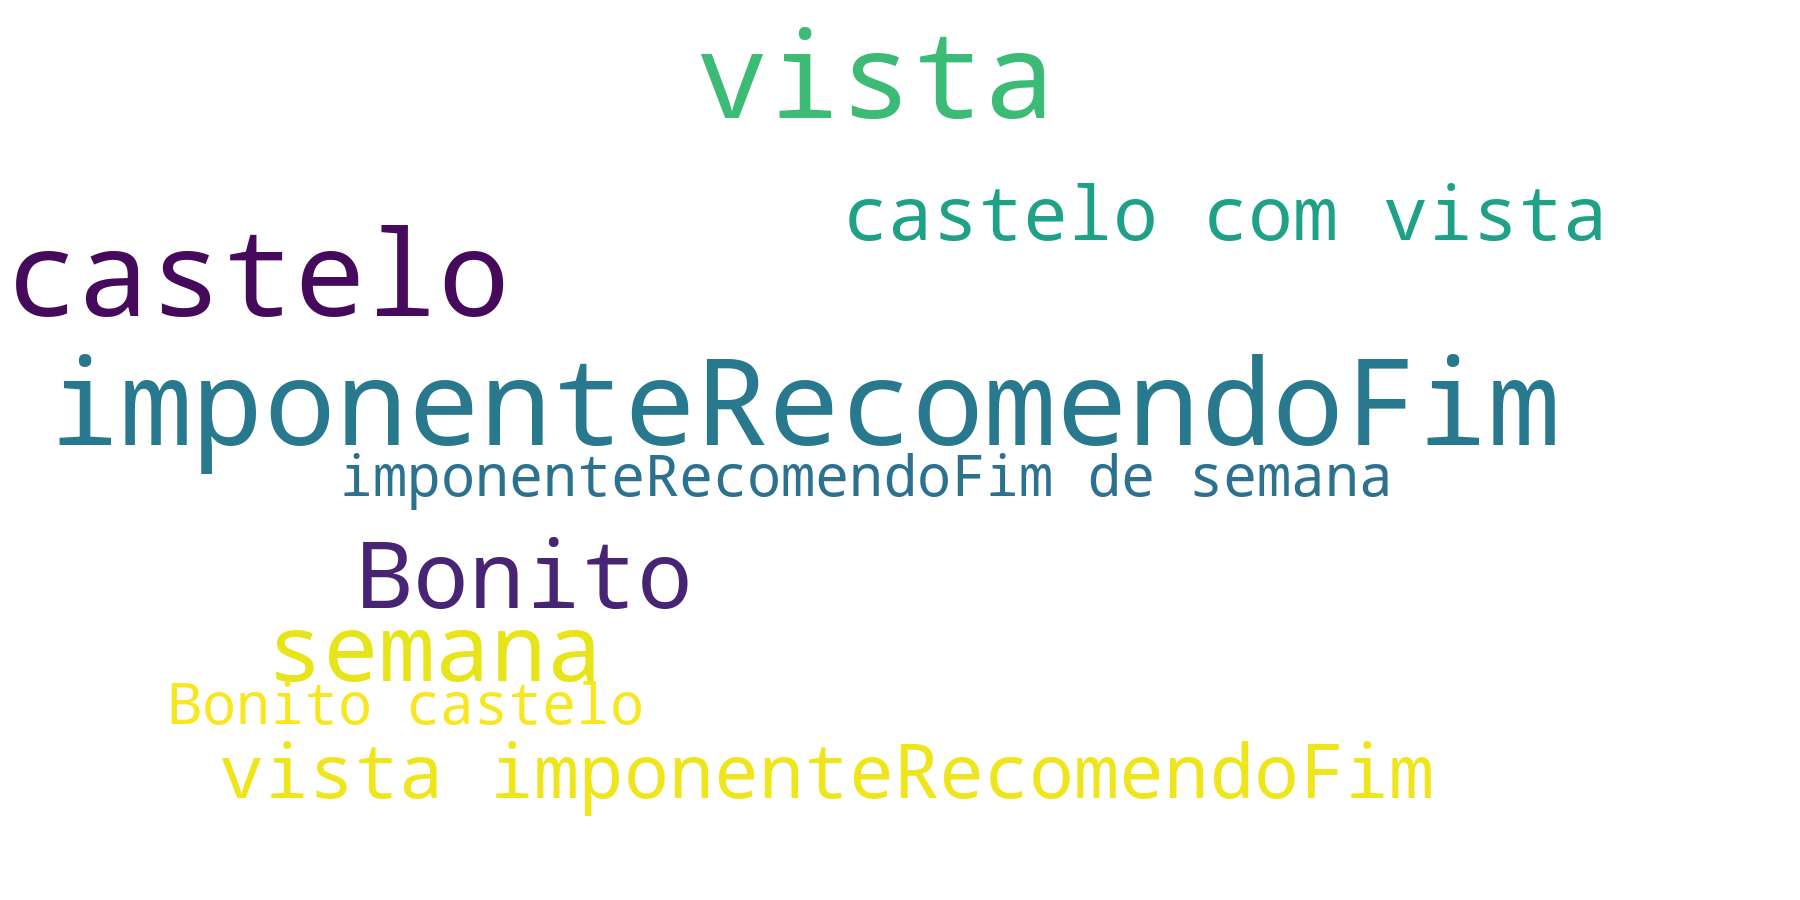 vista
castelo com vista
castelo
imponenteRecomendoFim
imponenteRecomendoFim de semana
Bonito
semana
Bonito castelo
vista imponenteRecomendoFim